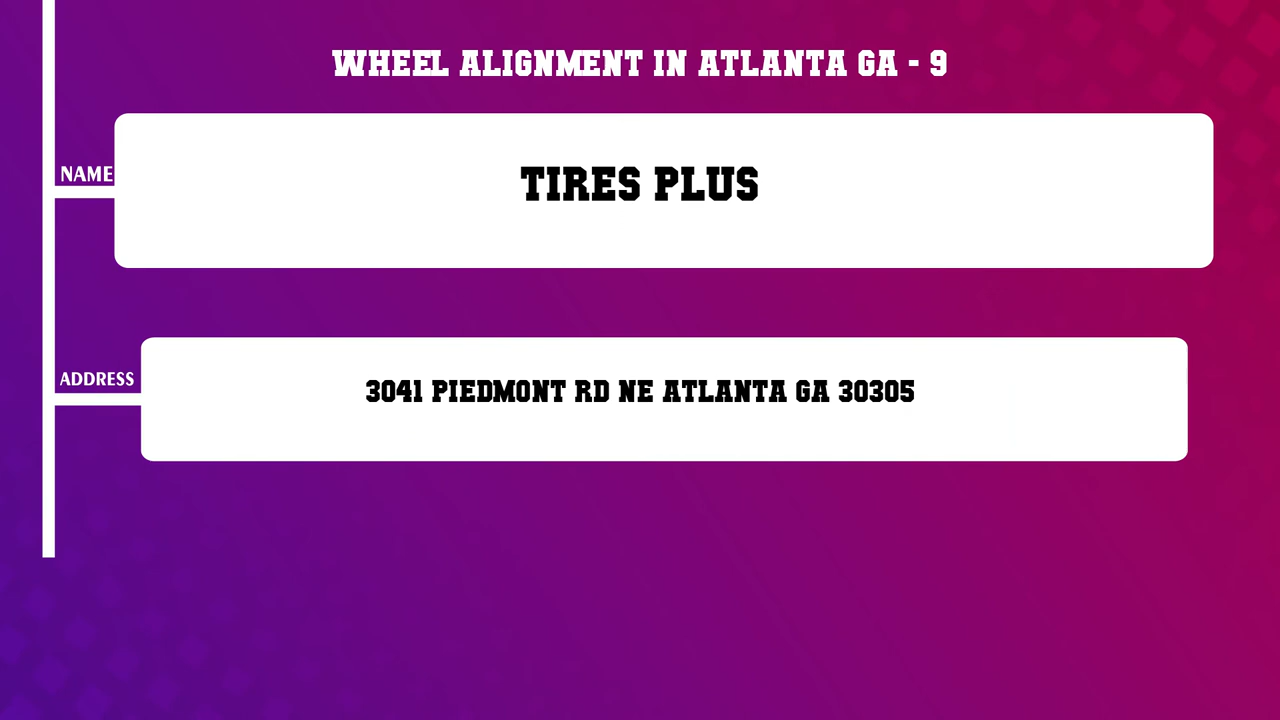 WHEEL ALIGNMENT IN ATLANTA GA - 9
NAME
TIRES PLUS
ADDRESS
3041 PIEDMONT RD NE ATLANTA GA 30305